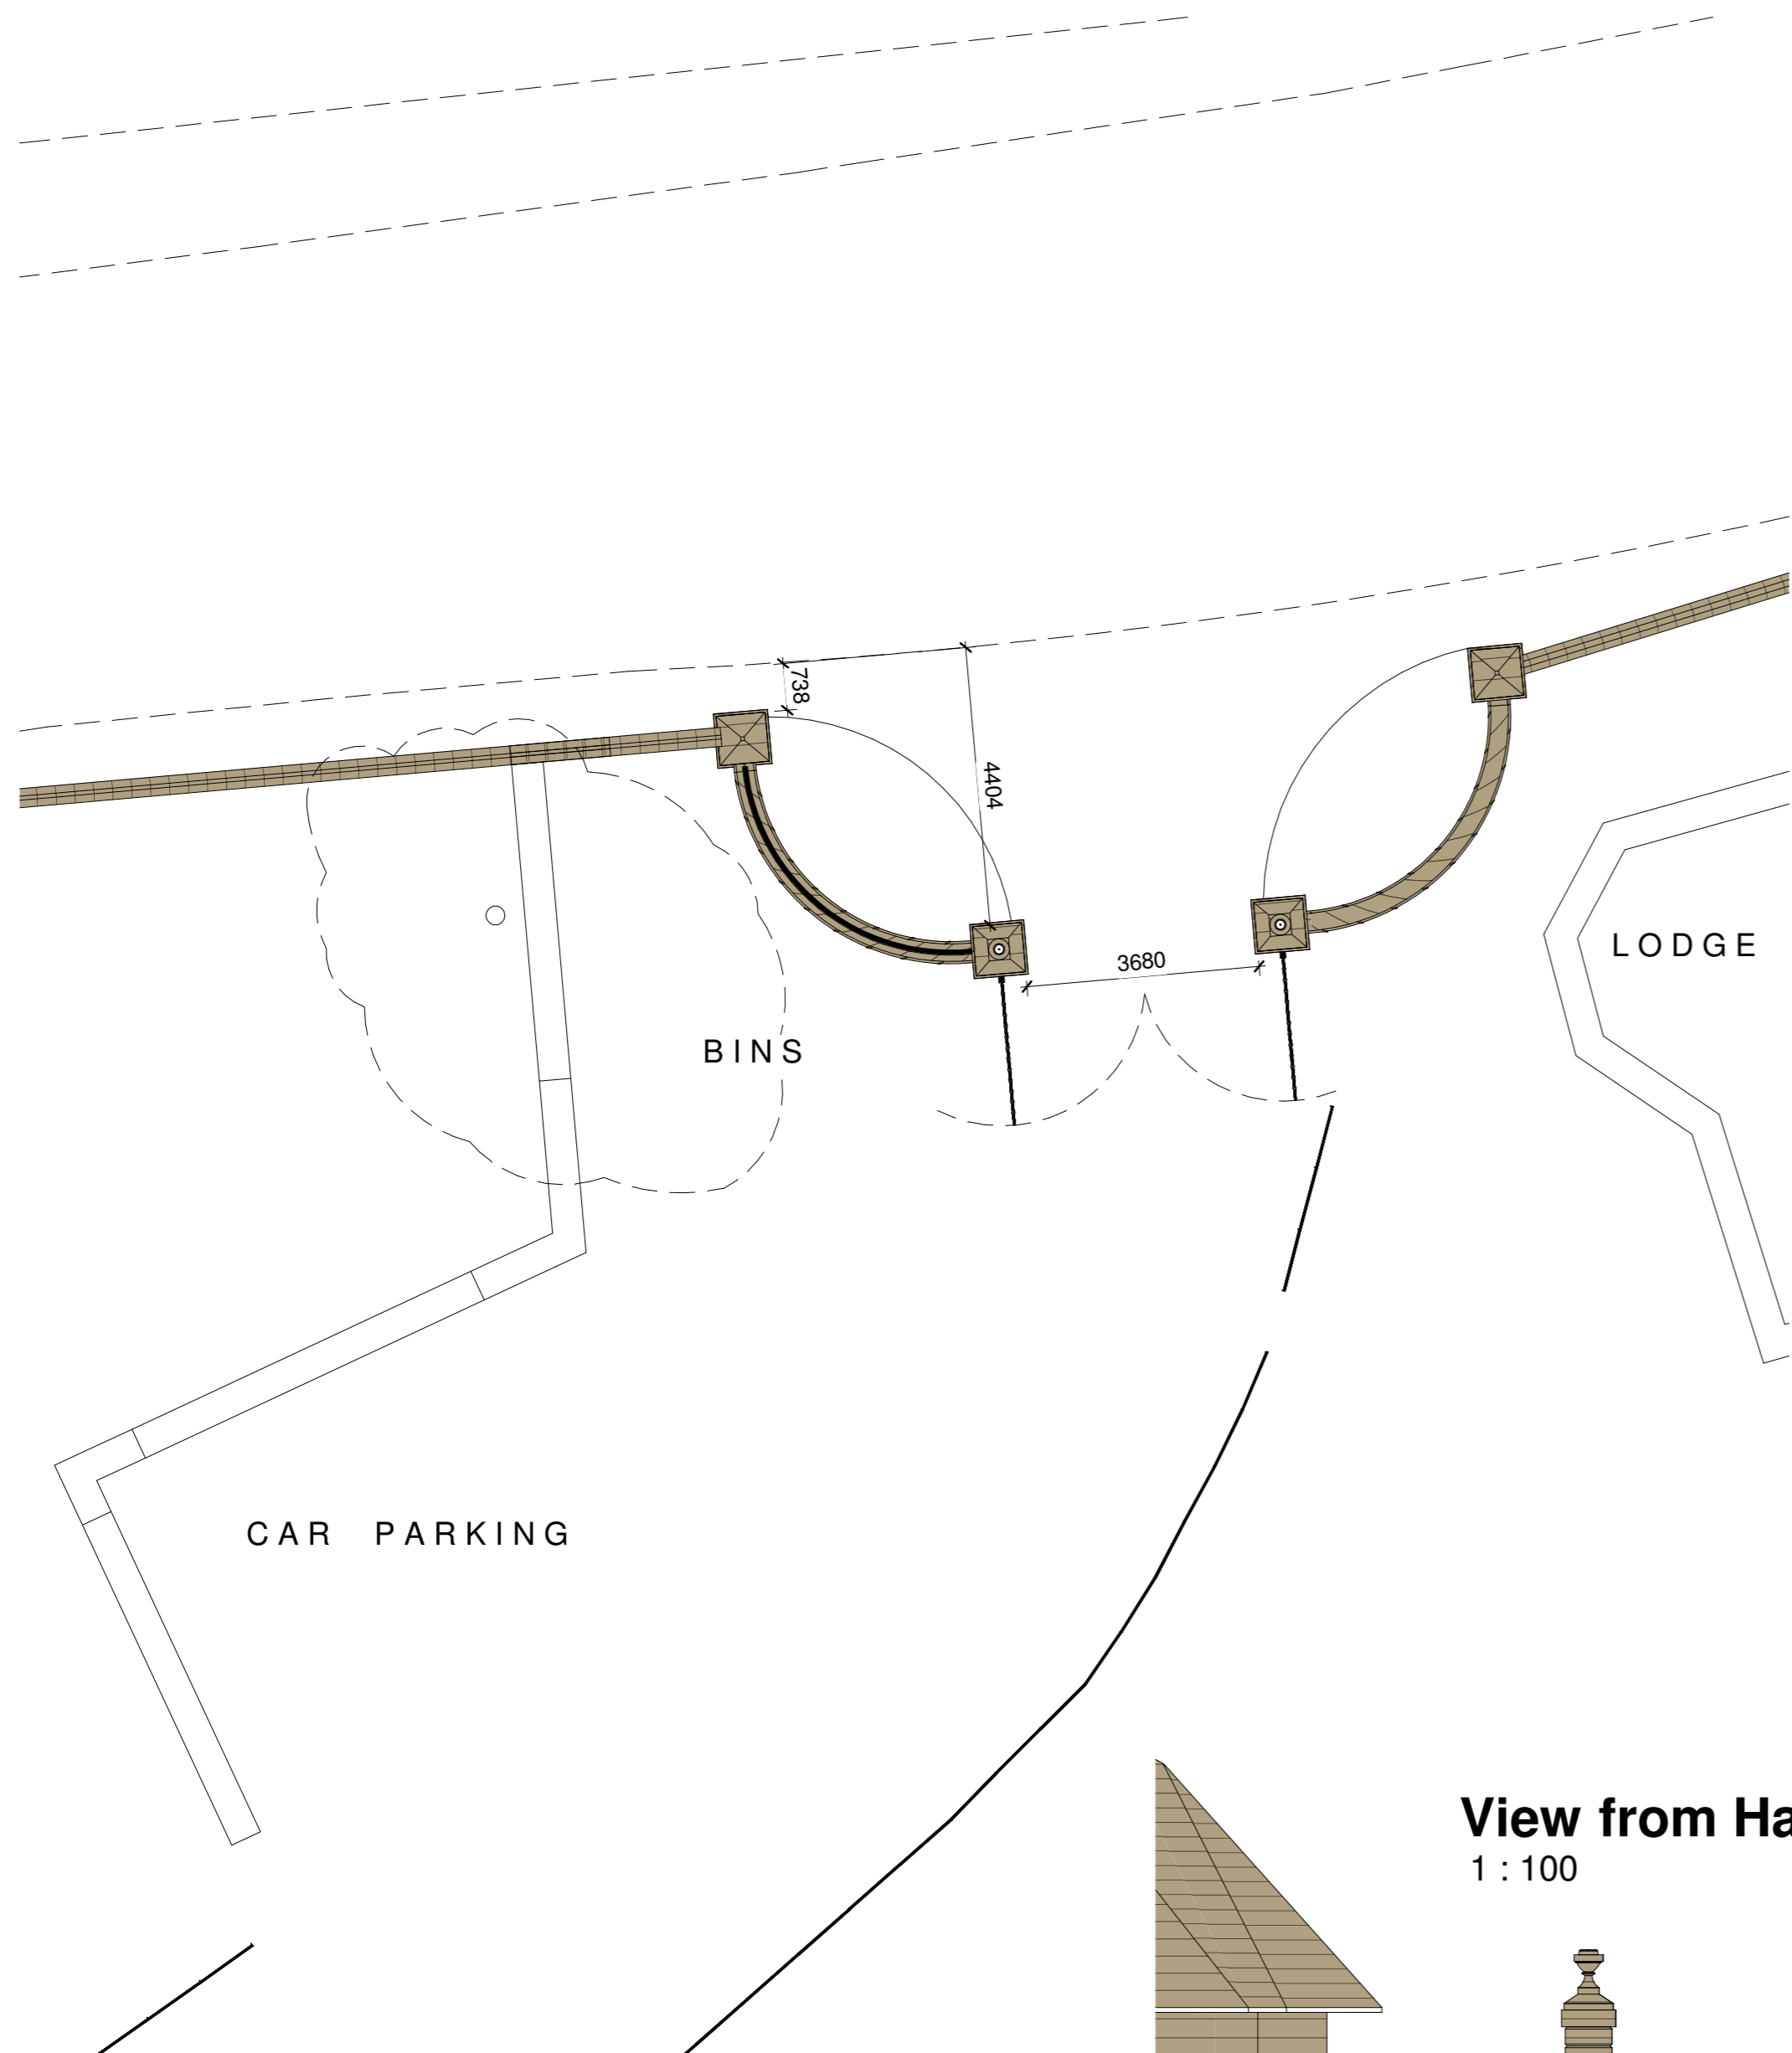 738
4404
3680
LODGE
BINS
CAR PARKING
View from Ha
1 : 100